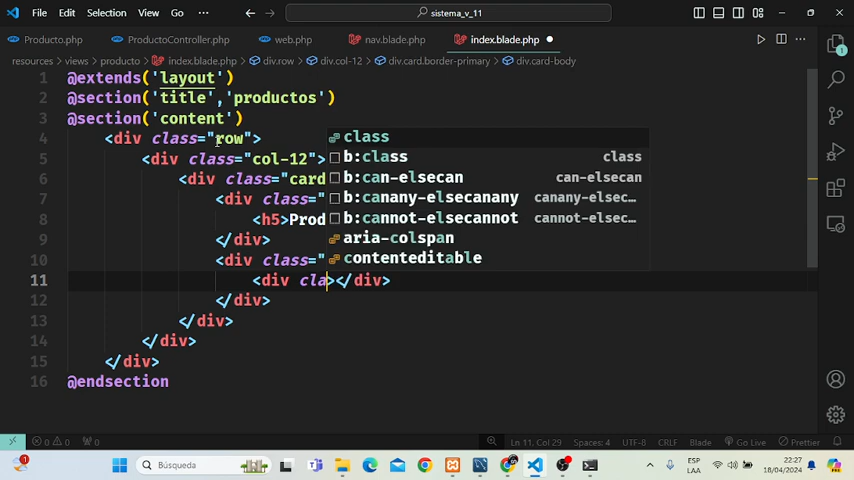 File Edit Selection View Go ... sistema_v_11
Producto.php ProductoController.php web.php nav.blade.php index.blade.php
resources > views > producto > index.blade.php > div.row > div.col-12 > div.card.border-primary > div.card-body
1 @extends('layout')
2 @section('title','productos')
3 @section('content')
4 <div class="row">
5 <div class="col-12">
6 <div class="card
7 <div class="
8 <h5>Prod
9 </div>
10 <div class="
11 <div cla></div>
12 </div>
13 </div>
14 </div>
15 </div>
16 @endsection
class
b:class class
b:can-elsecan can-elsecan
b:canany-elsecanany canany-elsec...
b:cannot-elsecannot cannot-elsec...
aria-colspan
contenteditable
0 0 0 Ln 11, Col 29 Spaces: 4 UTF-8 CRLF Blade Go Live Prettier
Búsqueda ESP LAA 22:27 18/04/2024